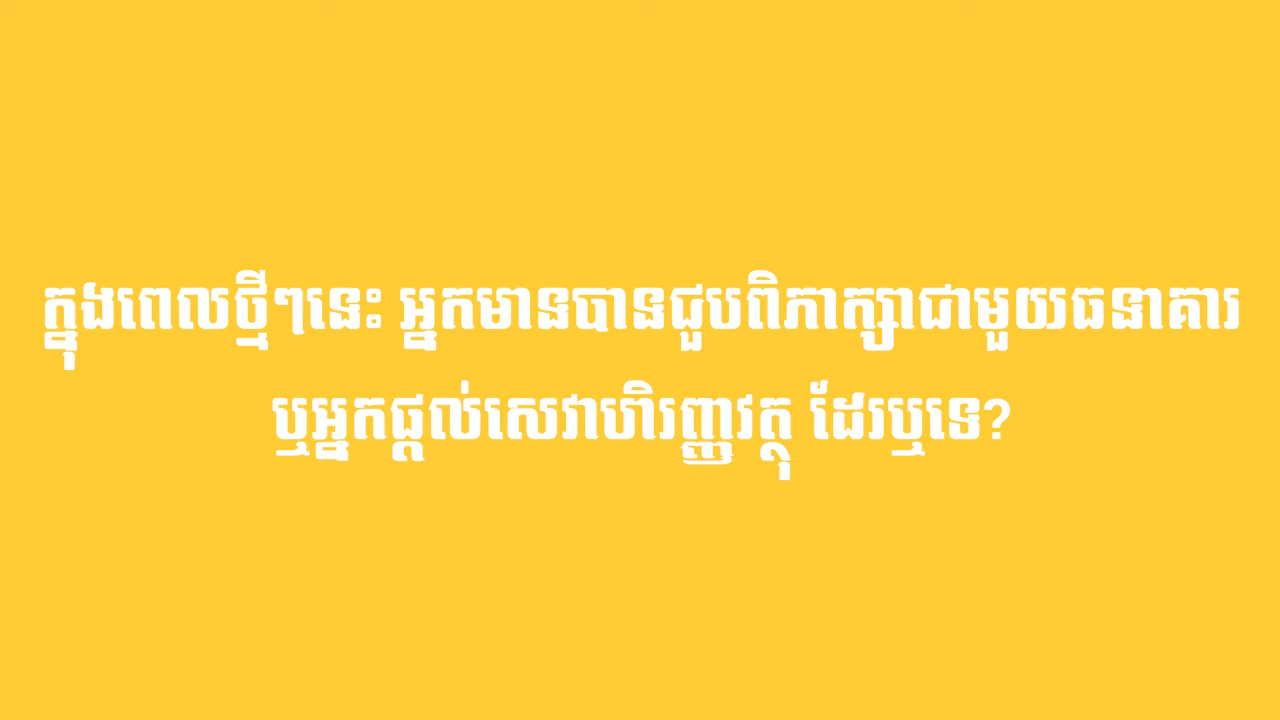 ក្នុងពេលថ្មីៗនេះ អ្នកមានបានជួបពិភាក្សាជាមួយធនាគារ
ឬអ្នកផ្តល់សេវាហិរញ្ញវត្ថុ ដែរឬទេ?